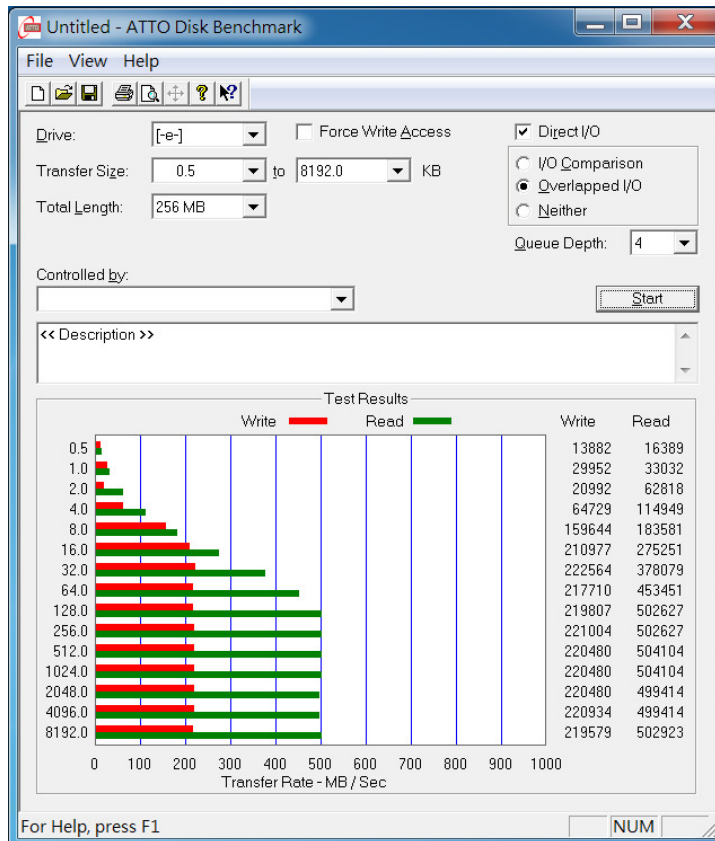 Untitled - ATTO Disk Benchmark
File View Help
Drive: [-e-] Force Write Access Direct I/O
Transfer Size: 0.5 to 8192.0 KB I/O Comparison
Overlapped I/O
Total Length: 256 MB Neither
Queue Depth: 4
Controlled by:
Start
<< Description >>
Test Results
Write Read Write Read
0.5 13882 16389
1.0 29952 33032
2.0 20992 62818
4.0 64729 114949
8.0 159644 183581
16.0 210977 275251
32.0 222564 378079
64.0 217710 453451
128.0 219807 502627
256.0 221004 502627
512.0 220480 504104
1024.0 220480 504104
2048.0 220480 499414
4096.0 220934 499414
8192.0 219579 502923
0 100 200 300 400 500 600 700 800 900 1000
Transfer Rate - MB / Sec
For Help, press F1 NUM